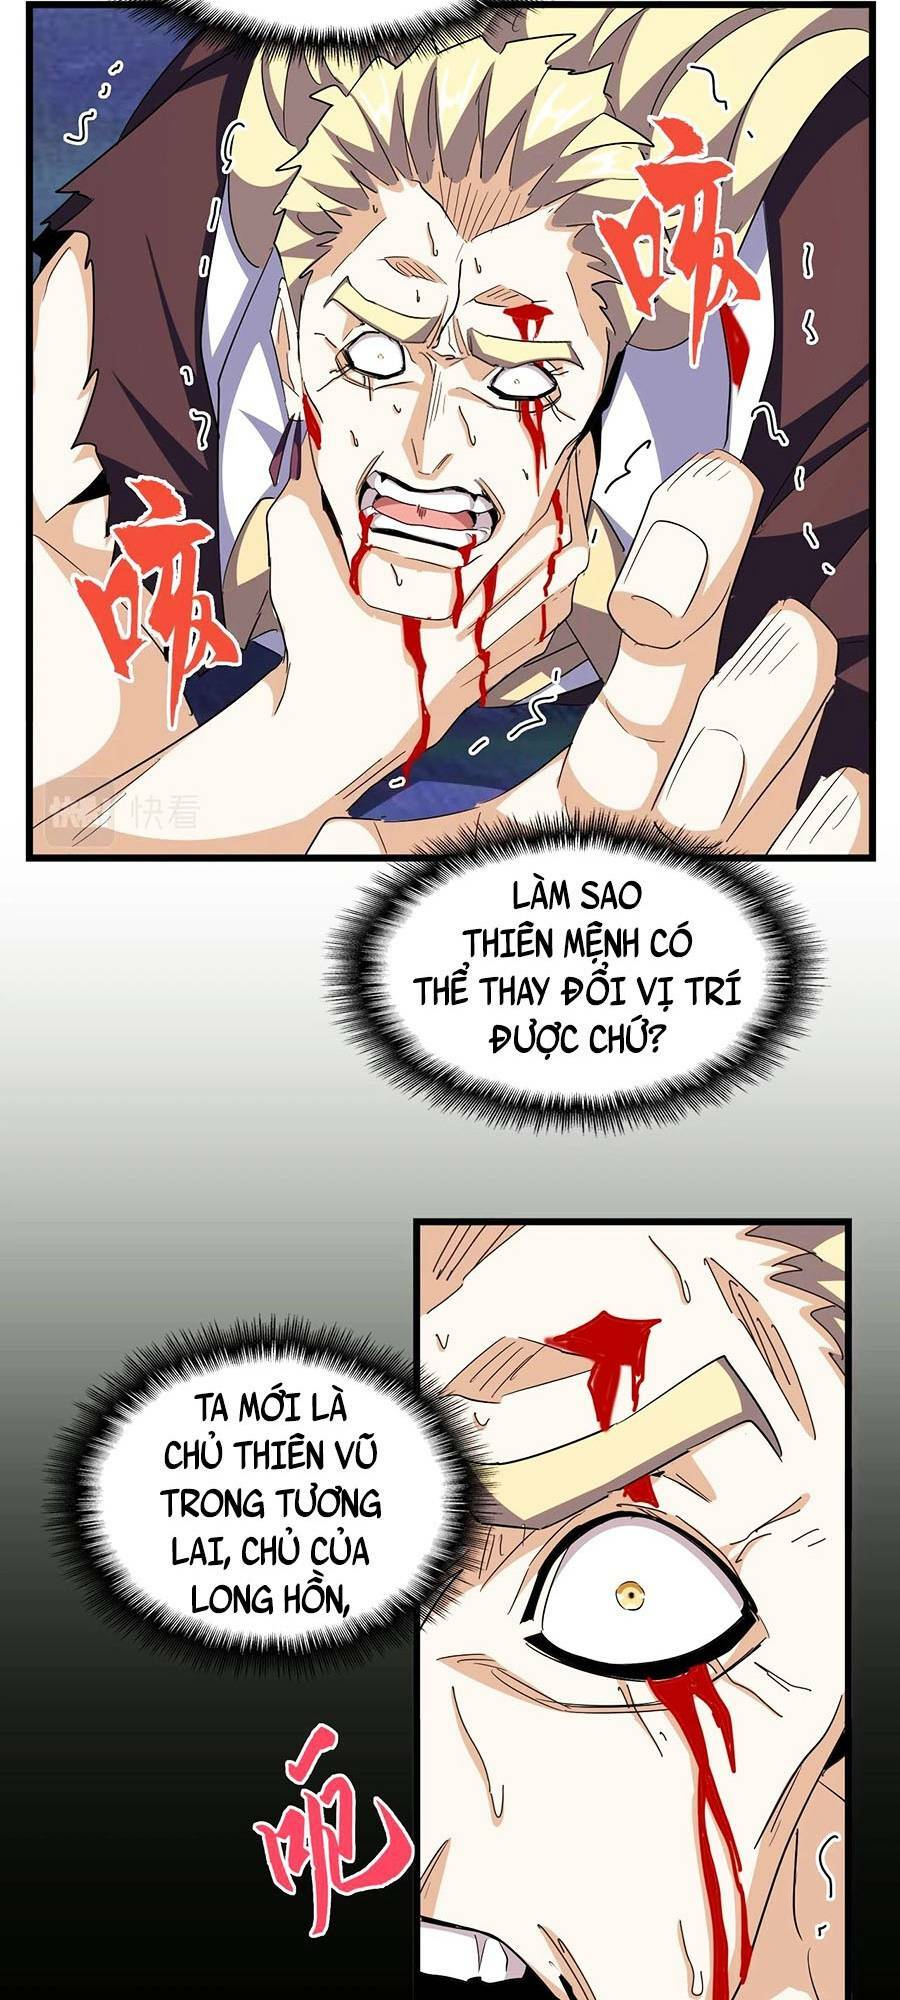 咳
咳
快看
LÀM SAO
THIÊN MỆNH CÓ
THỂ THAY ĐỔI VỊ TRÍ
ĐƯỢC CHỨ?
TA MỚI LÀ
CHỦ THIÊN VŨ
TRONG TƯƠNG
LAI, CHỦ CỦA
LONG HỒN,
呃